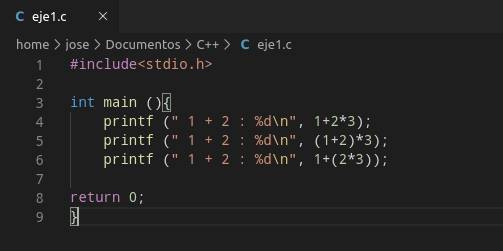 C eje1.c ×
home > jose > Documentos > C++ > C eje1.c
1 #include<stdio.h>
2
3 int main (){
4     printf (" 1 + 2 : %d\n", 1+2*3);
5     printf (" 1 + 2 : %d\n", (1+2)*3);
6     printf (" 1 + 2 : %d\n", 1+(2*3));
7
8 return 0;
9 }